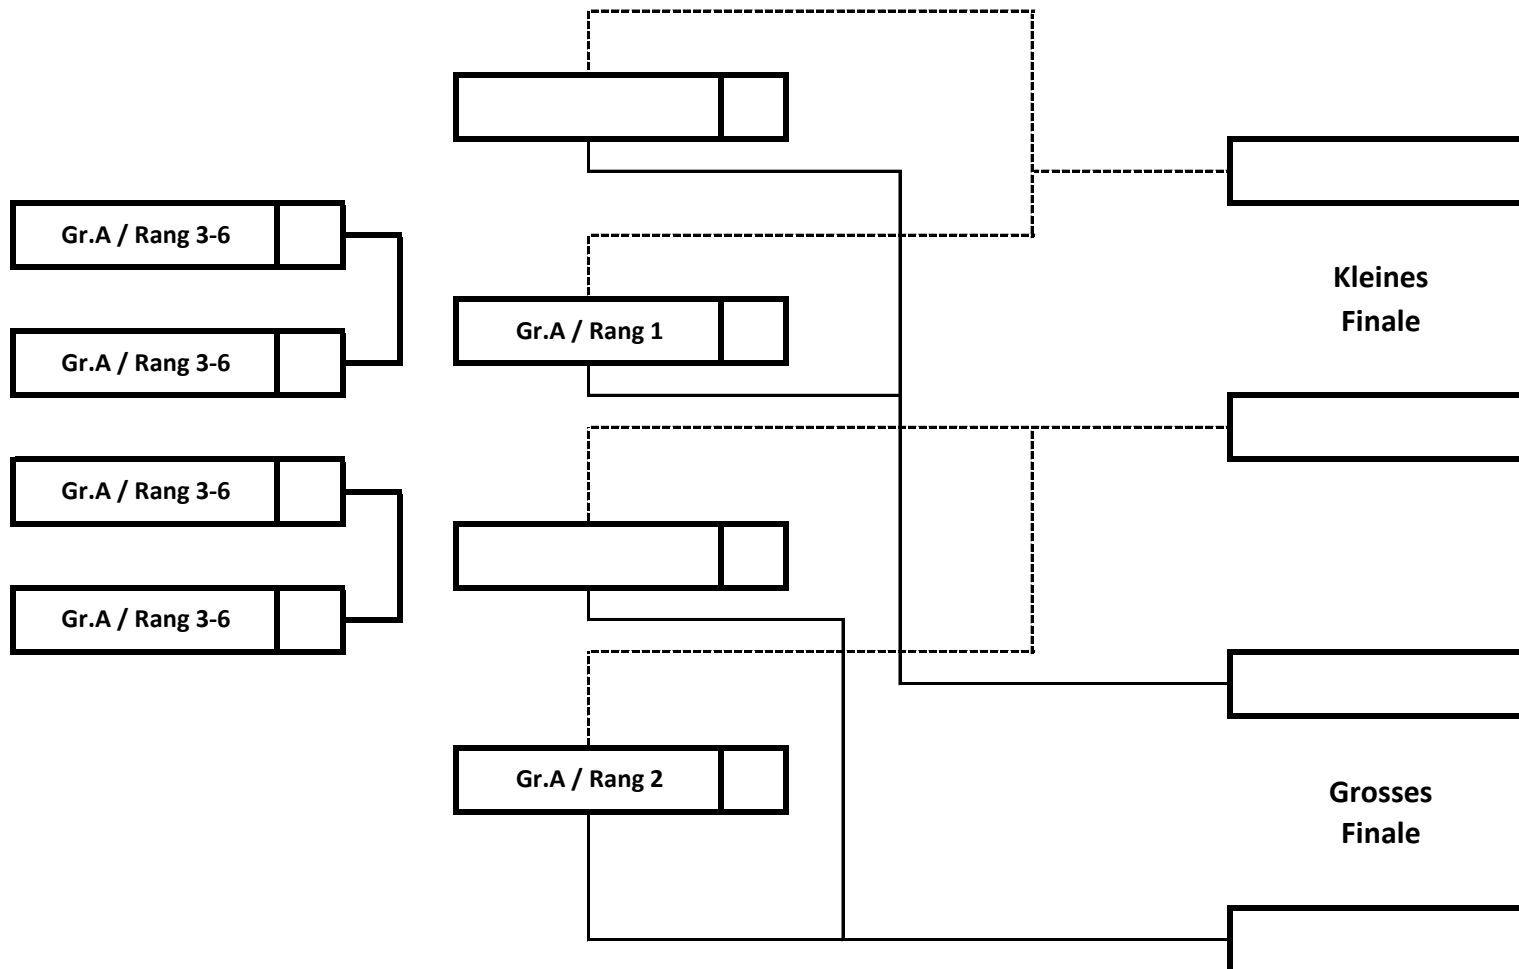 Gr.A / Rang 3-6
Gr.A / Rang 3-6
Gr.A / Rang 3-6
Gr.A / Rang 3-6
Gr.A / Rang 1
Gr.A / Rang 2
Kleines
Finale
Grosses
Finale